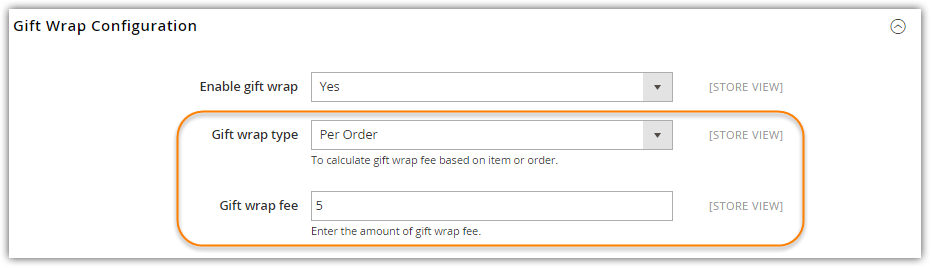 Gift Wrap Configuration
Enable gift wrap Yes [STORE VIEW]
Gift wrap type Per Order [STORE VIEW]
To calculate gift wrap fee based on item or order.
Gift wrap fee 5 [STORE VIEW]
Enter the amount of gift wrap fee.